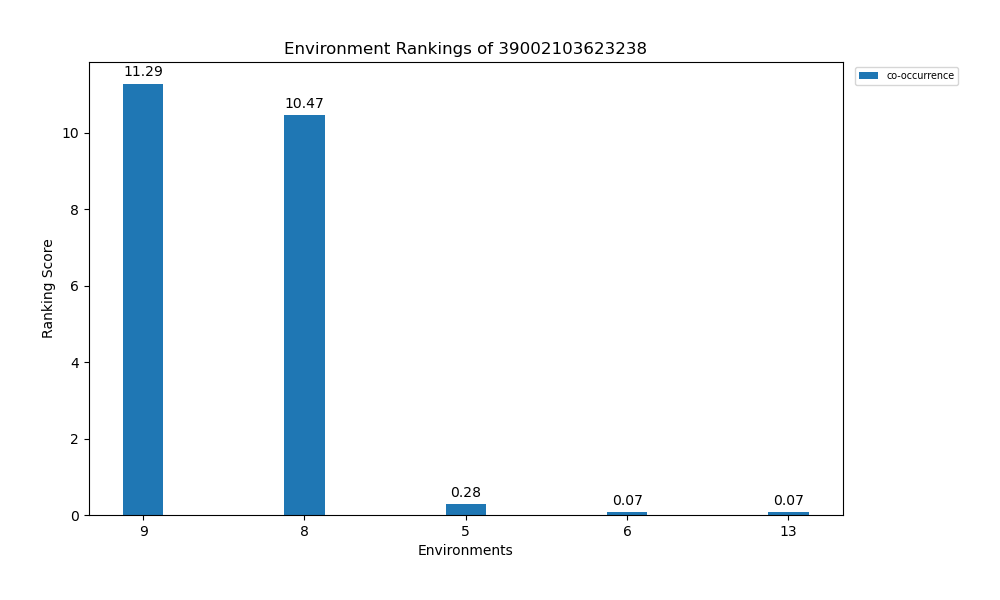 Environment Rankings of 39002103623238
co-occurrence
11.29
10.47
0.28
0.07
0.07
Ranking Score
10
8
6
4
2
0
9 8 5 6 13
Environments